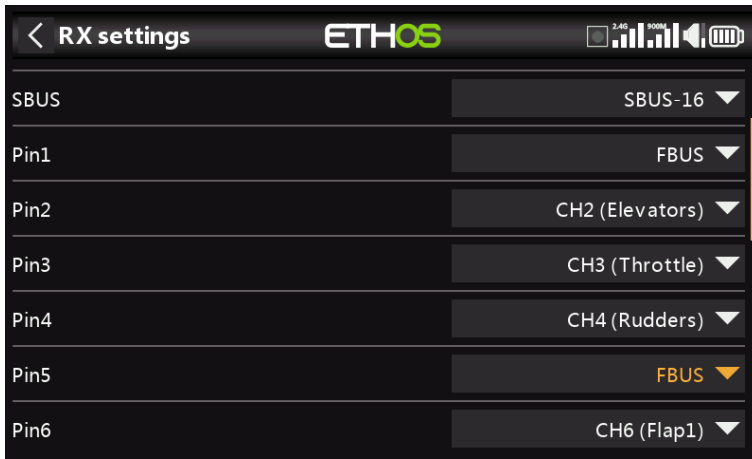 RX settings
ETHOS
2.4G 900M
SBUS
SBUS-16
Pin1
FBUS
Pin2
CH2 (Elevators)
Pin3
CH3 (Throttle)
Pin4
CH4 (Rudders)
Pin5
FBUS
Pin6
CH6 (Flap1)